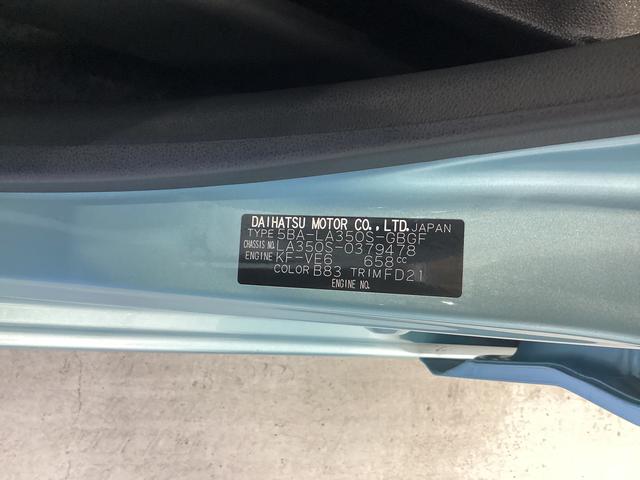 DAIHATSU MOTOR CO., LTD. JAPAN
TYPE 5BA-LA350S-GBGF
CHASSIS NO. LA350S-0379478
ENGINE KF-VE6 658cc
COLOR B83 TRIM FD21
ENGINE NO.